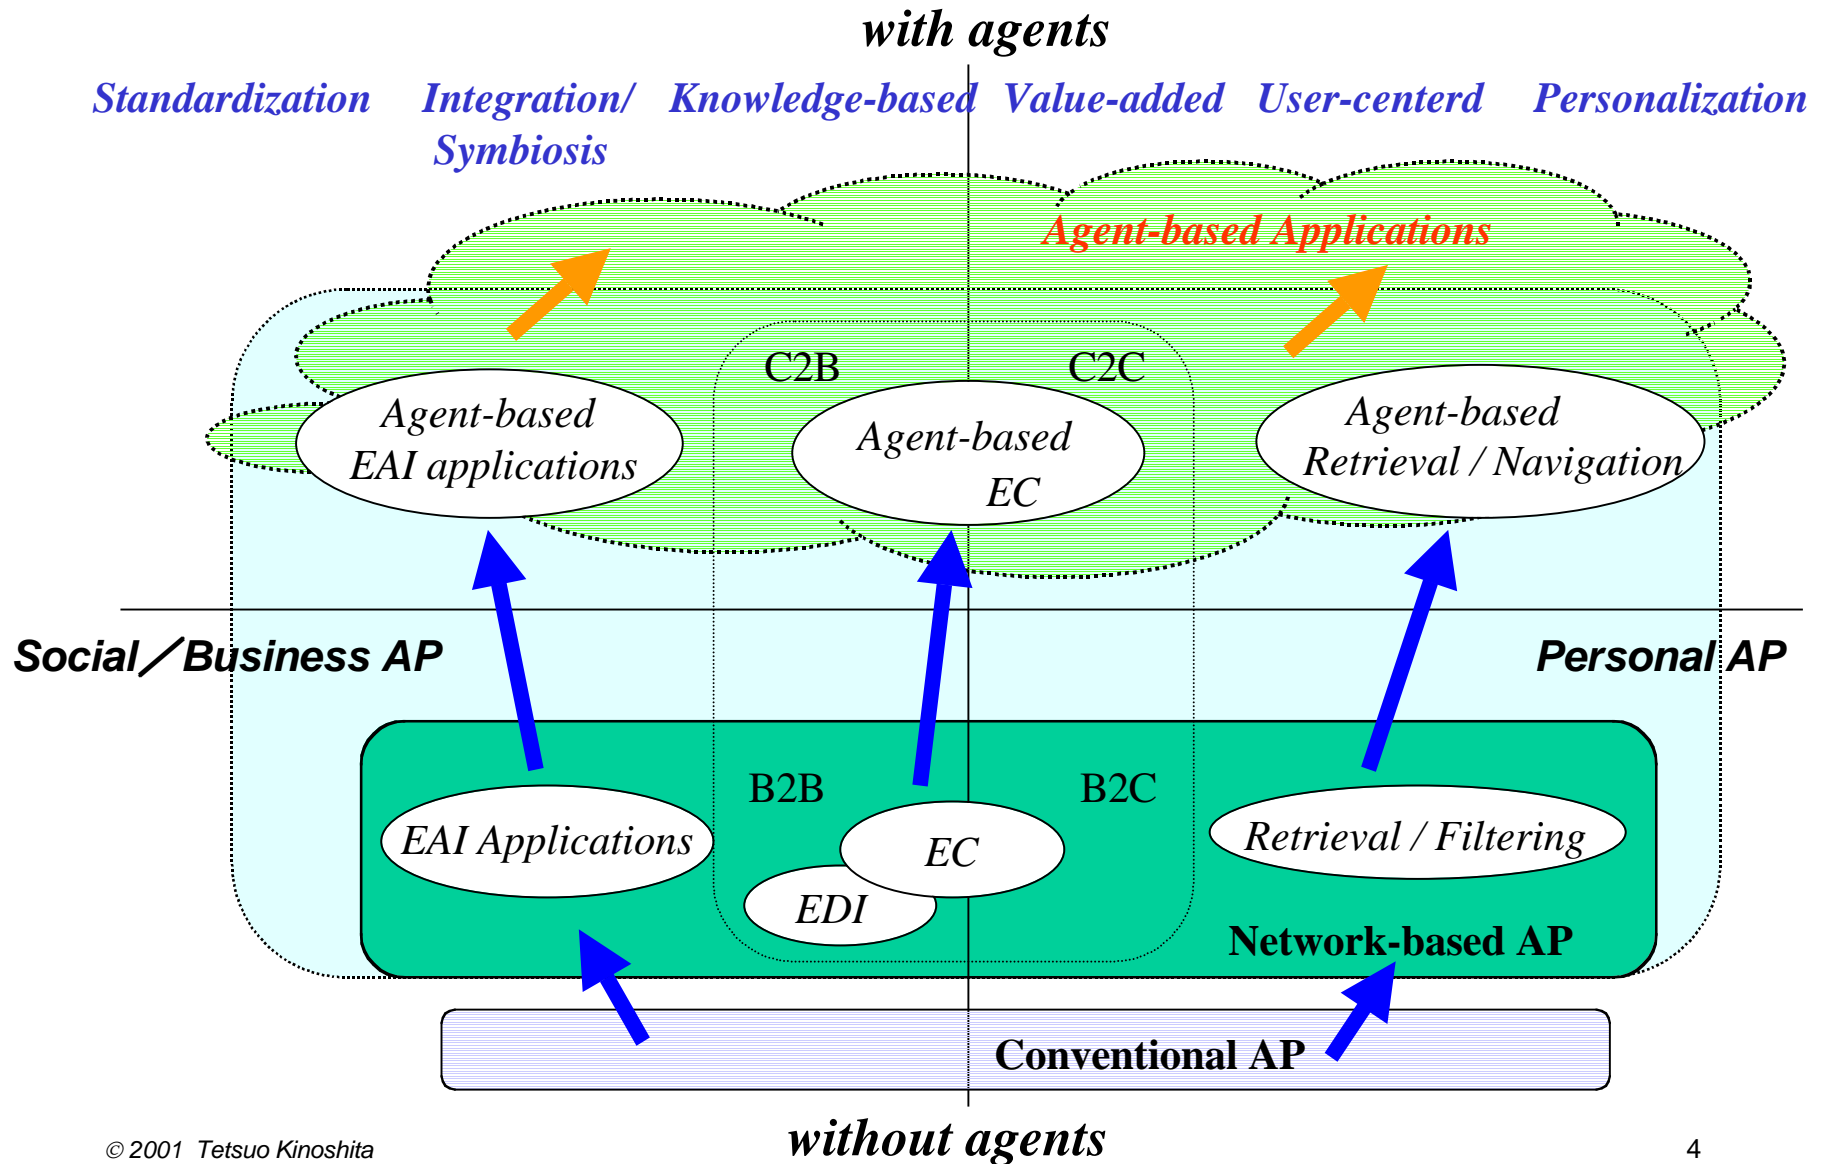 with agents
Standardization Integration/ Knowledge-based Value-added User-centerd Personalization
Symbiosis
Agent-based Applications
C2B C2C
Agent-based
EAI applications
Agent-based
EC
Agent-based
Retrieval / Navigation
Social／Business AP
Personal AP
B2B B2C
EAI Applications
EC
EDI
Retrieval / Filtering
Network-based AP
Conventional AP
without agents
© 2001 Tetsuo Kinoshita
4